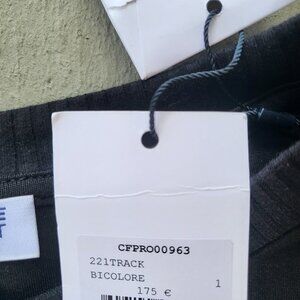 CFPRO00963
221TRACK
BICOLORE 1
175 €
E
T